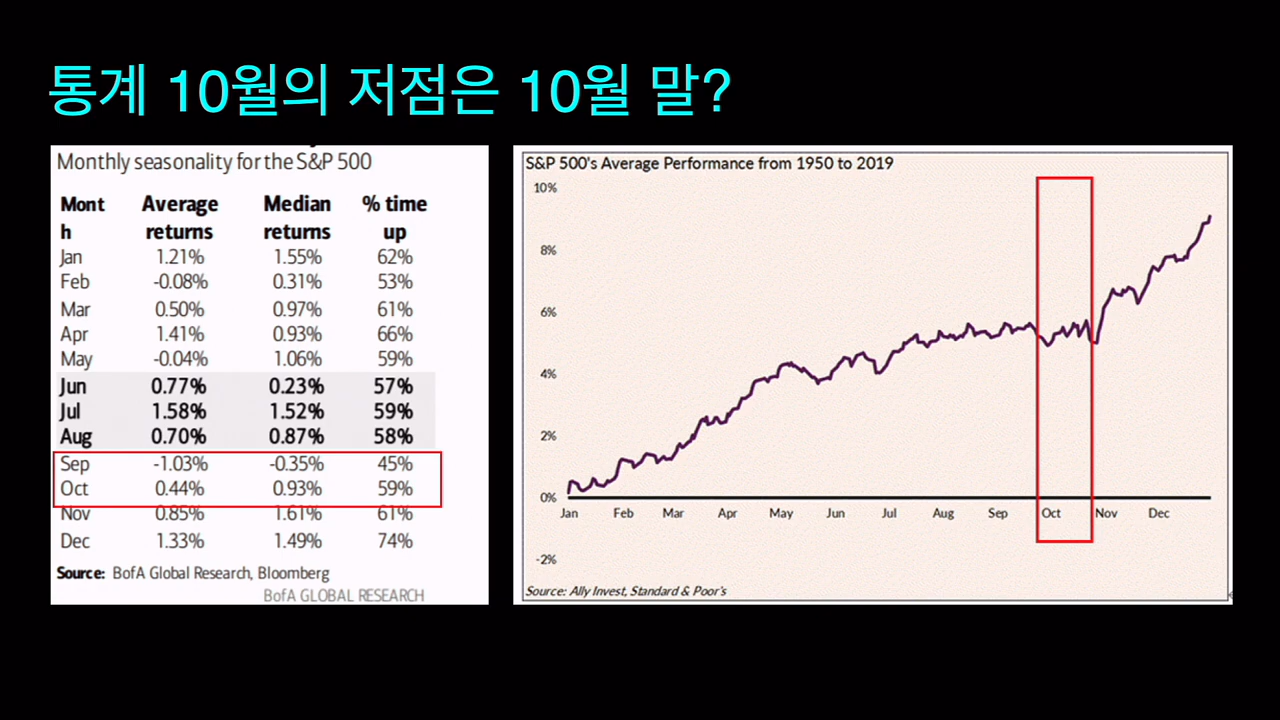 통계 10월의 저점은 10월 말?
Monthly seasonality for the S&P 500
Mont
h Average
returns Median
returns % time
up
Jan 1.21% 1.55% 62%
Feb -0.08% 0.31% 53%
Mar 0.50% 0.97% 61%
Apr 1.41% 0.93% 66%
May -0.04% 1.06% 59%
Jun 0.77% 0.23% 57%
Jul 1.58% 1.52% 59%
Aug 0.70% 0.87% 58%
Sep -1.03% -0.35% 45%
Oct 0.44% 0.93% 59%
Nov 0.85% 1.61% 61%
Dec 1.33% 1.49% 74%
Source: BofA Global Research, Bloomberg
BofA GLOBAL RESEARCH
S&P 500's Average Performance from 1950 to 2019
10%
8%
6%
4%
2%
0%
Jan Feb Mar Apr May Jun Jul Aug Sep Oct Nov Dec
-2%
Source: Ally Invest, Standard & Poor's